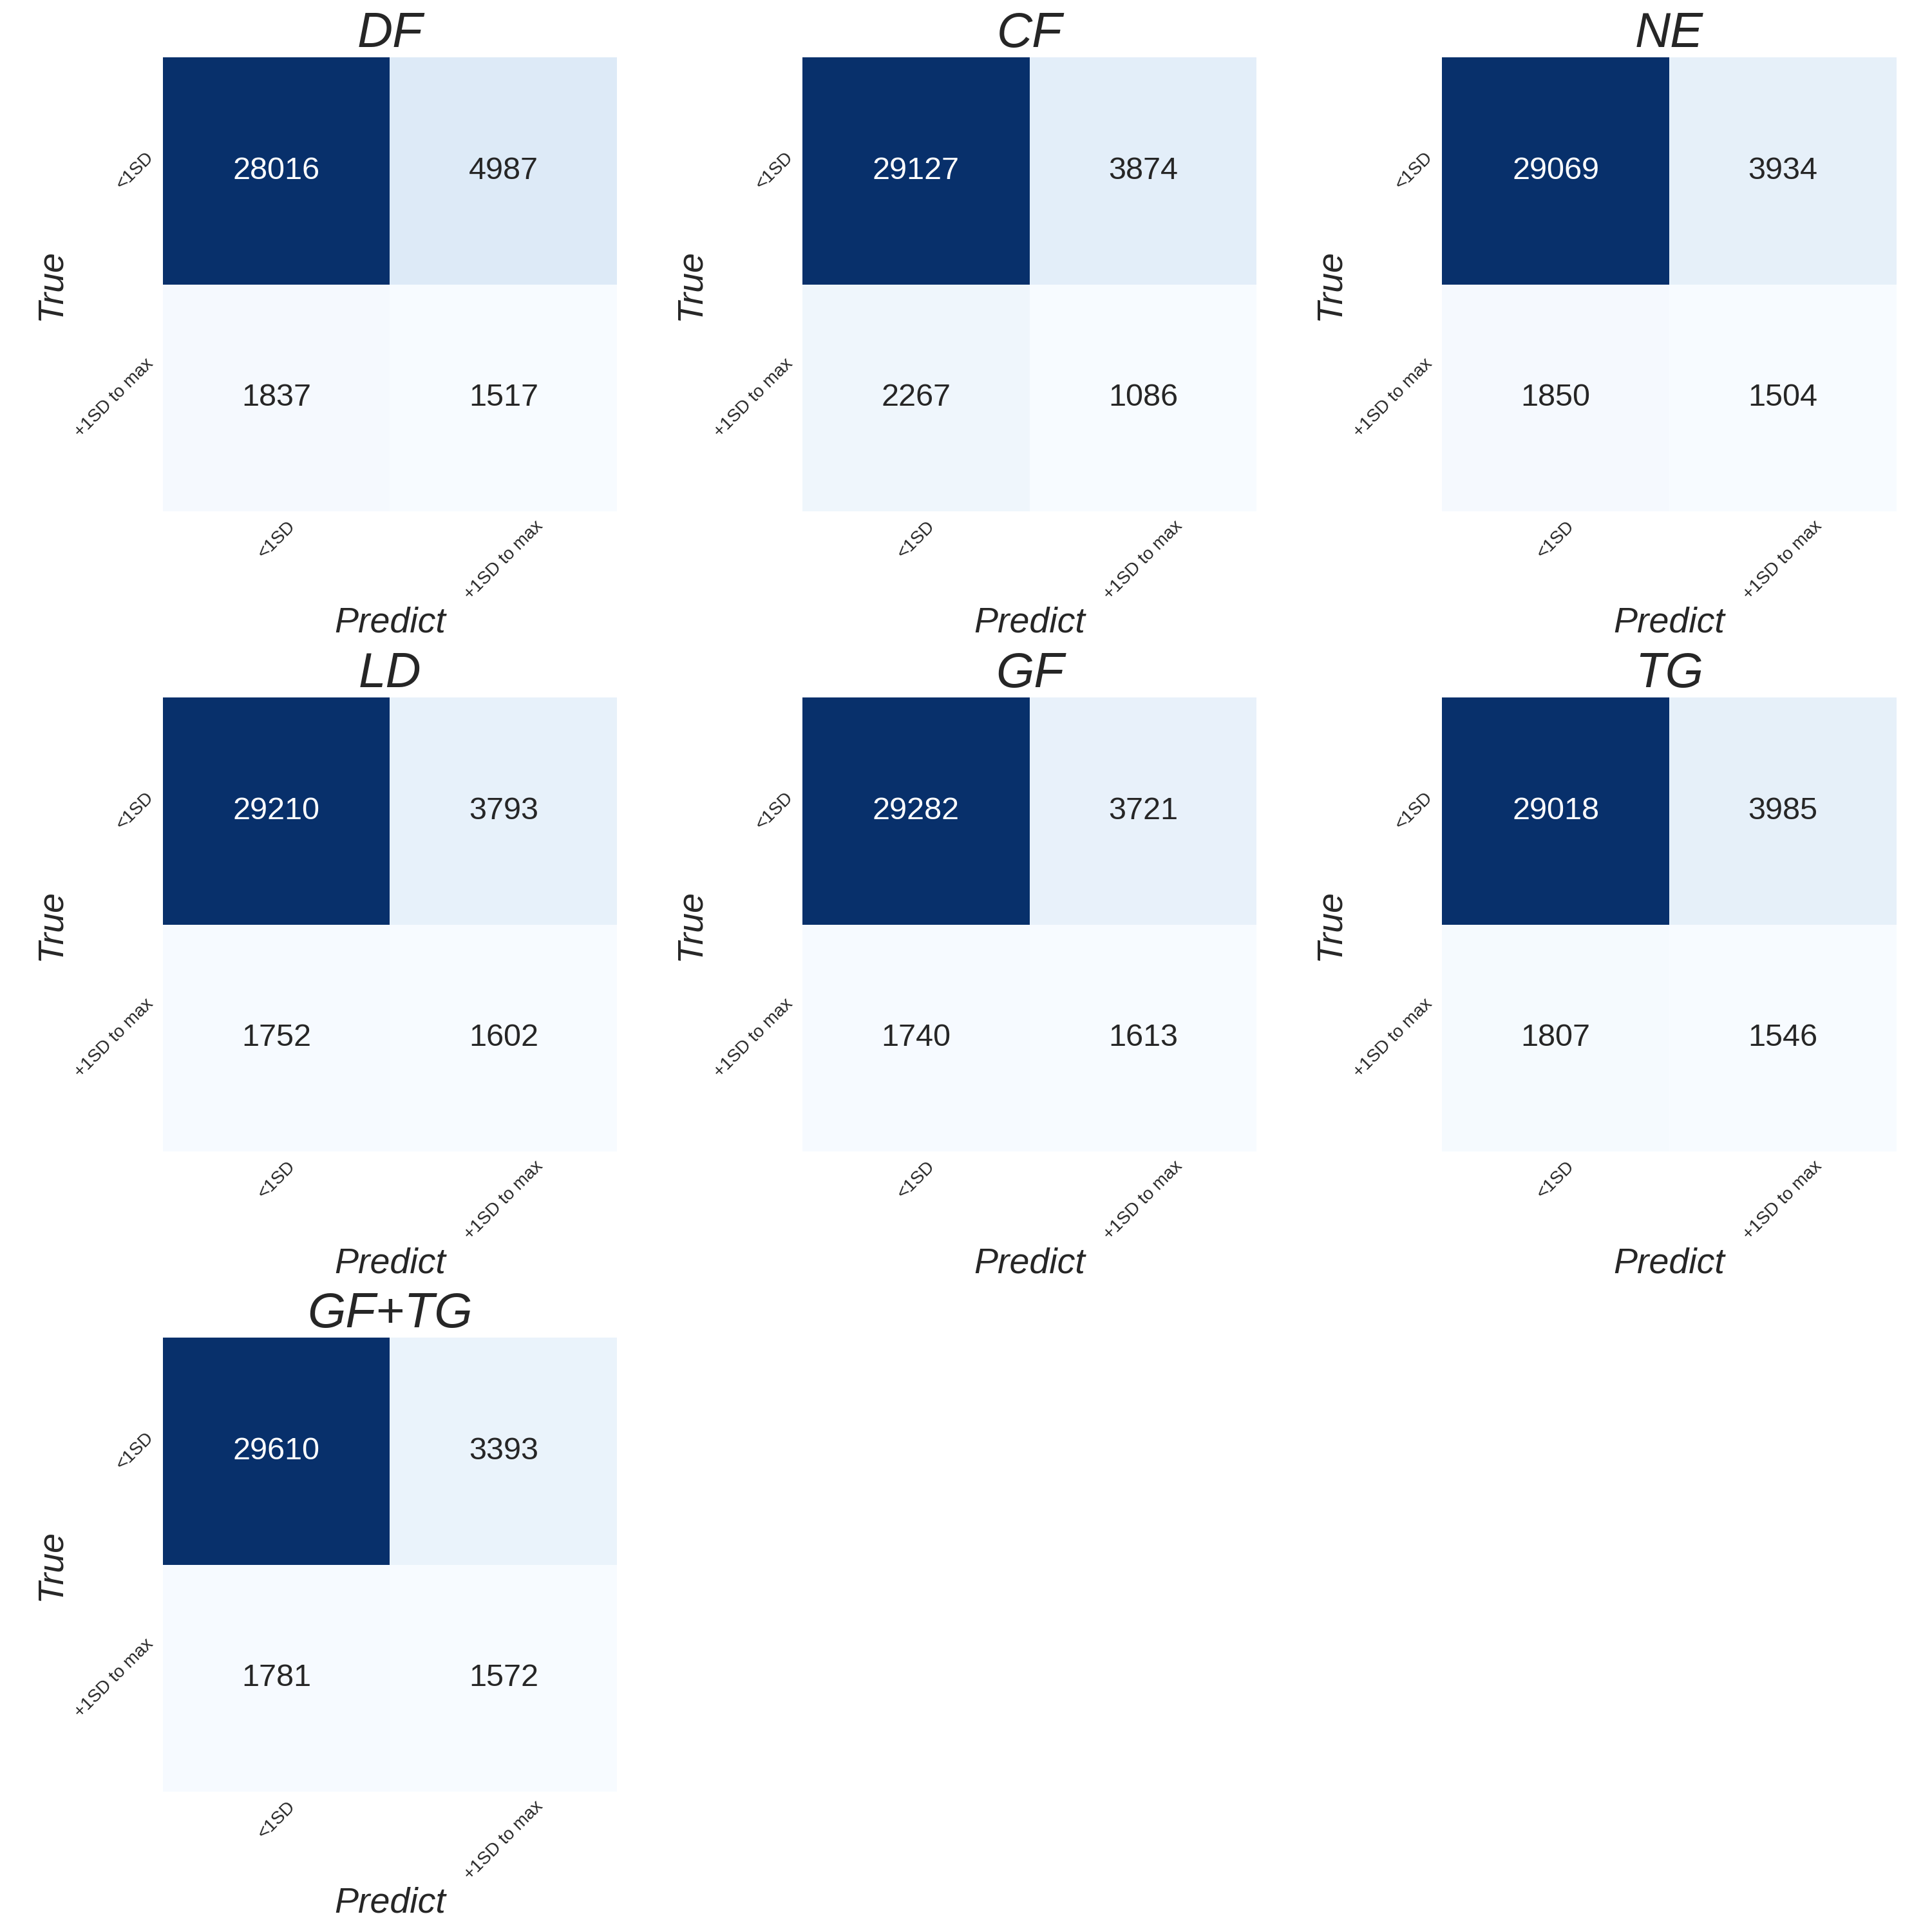 DF
<1SD
28016
4987
True
+1SD to max
1837
1517
<1SD
+1SD to max
Predict
CF
<1SD
29127
3874
True
+1SD to max
2267
1086
<1SD
+1SD to max
Predict
NE
<1SD
29069
3934
True
+1SD to max
1850
1504
<1SD
+1SD to max
Predict
LD
<1SD
29210
3793
True
+1SD to max
1752
1602
<1SD
+1SD to max
Predict
GF
<1SD
29282
3721
True
+1SD to max
1740
1613
<1SD
+1SD to max
Predict
TG
<1SD
29018
3985
True
+1SD to max
1807
1546
<1SD
+1SD to max
Predict
GF+TG
<1SD
29610
3393
True
+1SD to max
1781
1572
<1SD
+1SD to max
Predict